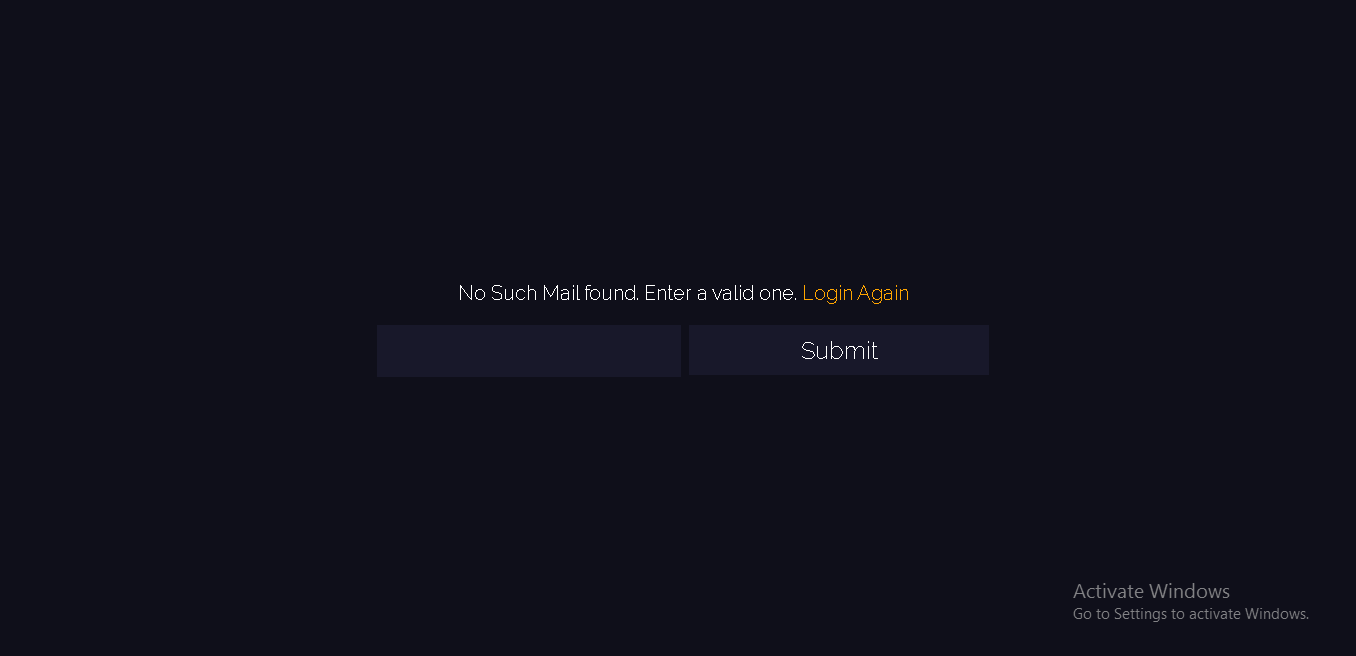 No Such Mail found. Enter a valid one. Login Again
Submit
Activate Windows
Go to Settings to activate Windows.